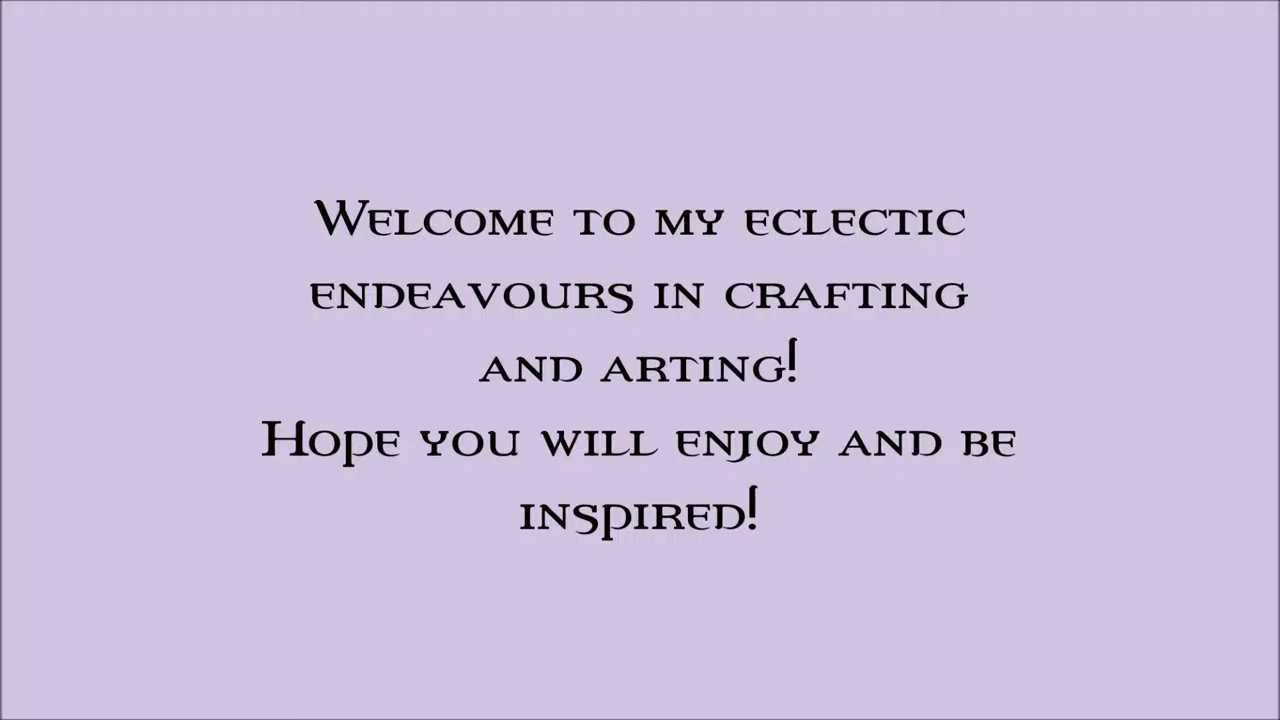 Welcome to my eclectic
endeavours in crafting
and arting!
Hope you will enjoy and be
inspired!